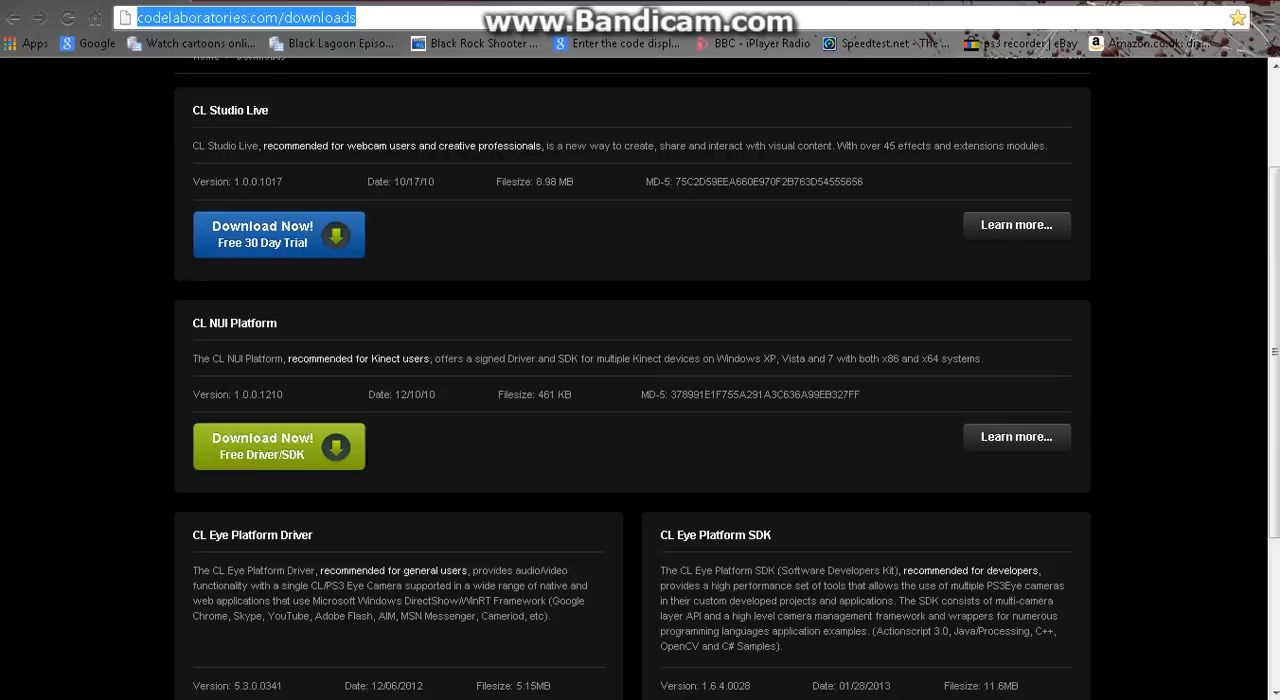 codelaboratories.com/downloads
www.Bandicam.com
Apps Google Watch cartoons onli... Black Lagoon Episo... Black Rock Shooter ... Enter the code displ... BBC - iPlayer Radio Speedtest.net - The ... ps3 recorder | eBay Amazon.co.uk: dia...
Home Downloads
CL Studio Live
CL Studio Live, recommended for webcam users and creative professionals, is a new way to create, share and interact with visual content. With over 45 effects and extensions modules.
Version: 1.0.0.1017 Date: 10/17/10 Filesize: 8.98 MB MD-5: 75C2D59EEA660E970F2B763D54555656
Download Now!
Free 30 Day Trial
Learn more...
CL NUI Platform
The CL NUI Platform, recommended for Kinect users, offers a signed Driver and SDK for multiple Kinect devices on Windows XP, Vista and 7 with both x86 and x64 systems.
Version: 1.0.0.1210 Date: 12/10/10 Filesize: 461 KB MD-5: 378991E1F755A291A3C636A99EB327FF
Download Now!
Free Driver/SDK
Learn more...
CL Eye Platform Driver
The CL Eye Platform Driver, recommended for general users, provides audio/video
functionality with a single CL/PS3 Eye Camera supported in a wide range of native and
web applications that use Microsoft Windows DirectShow/WinRT Framework (Google
Chrome, Skype, YouTube, Adobe Flash, AIM, MSN Messenger, Cameriod, etc).
Version: 5.3.0.0341 Date: 12/06/2012 Filesize: 5.15MB
CL Eye Platform SDK
The CL Eye Platform SDK (Software Developers Kit), recommended for developers,
provides a high performance set of tools that allows the use of multiple PS3Eye cameras
in their custom developed projects and applications. The SDK consists of multi-camera
layer API and a high level camera management framework and wrappers for numerous
programming languages application examples. (Actionscript 3.0, Java/Processing, C++,
OpenCV and C# Samples).
Version: 1.6.4.0028 Date: 01/28/2013 Filesize: 11.6MB